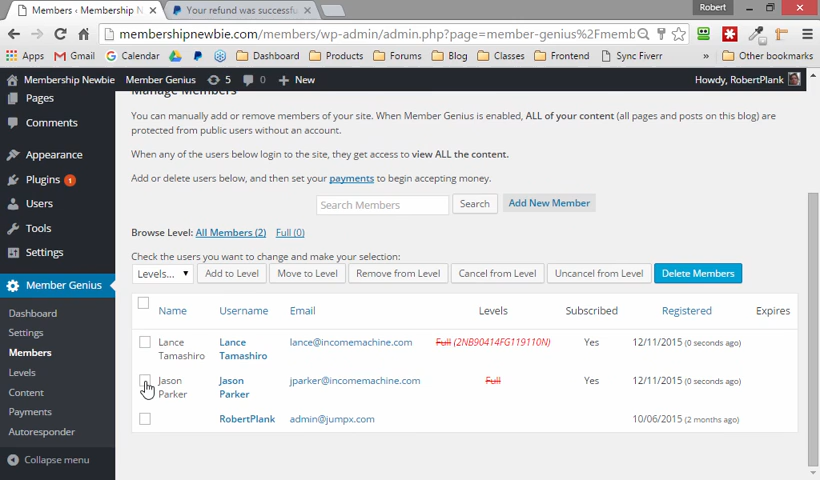 Members ‹ Membership N
Your refund was successfu
Robert
membershipnewbie.com/members/wp-admin/admin.php?page=member-genius%2Fmemb
Apps Gmail Calendar Dashboard Products Forums Blog Classes Frontend Sync Fiverr » Other bookmarks
Membership Newbie Member Genius 5 0 New Howdy, RobertPlank
Pages
Comments
Appearance
Plugins 1
Users
Tools
Settings
Member Genius
Dashboard
Settings
Members
Levels
Content
Payments
Autoresponder
Collapse menu
Manage Members
You can manually add or remove members of your site. When Member Genius is enabled, ALL of your content (all pages and posts on this blog) are
protected from public users without an account.
When any of the users below login to the site, they get access to view ALL the content.
Add or delete users below, and then set your payments to begin accepting money.
Search Members Search Add New Member
Browse Level: All Members (2) Full (0)
Check the users you want to change and make your selection:
Levels... Add to Level Move to Level Remove from Level Cancel from Level Uncancel from Level Delete Members
Name Username Email Levels Subscribed Registered Expires
Lance Tamashiro Lance Tamashiro lance@incomemachine.com Full (2NB90414FG119110N) Yes 12/11/2015 (0 seconds ago)
Jason Parker Jason Parker jparker@incomemachine.com Full Yes 12/11/2015 (0 seconds ago)
RobertPlank admin@jumpx.com 10/06/2015 (2 months ago)